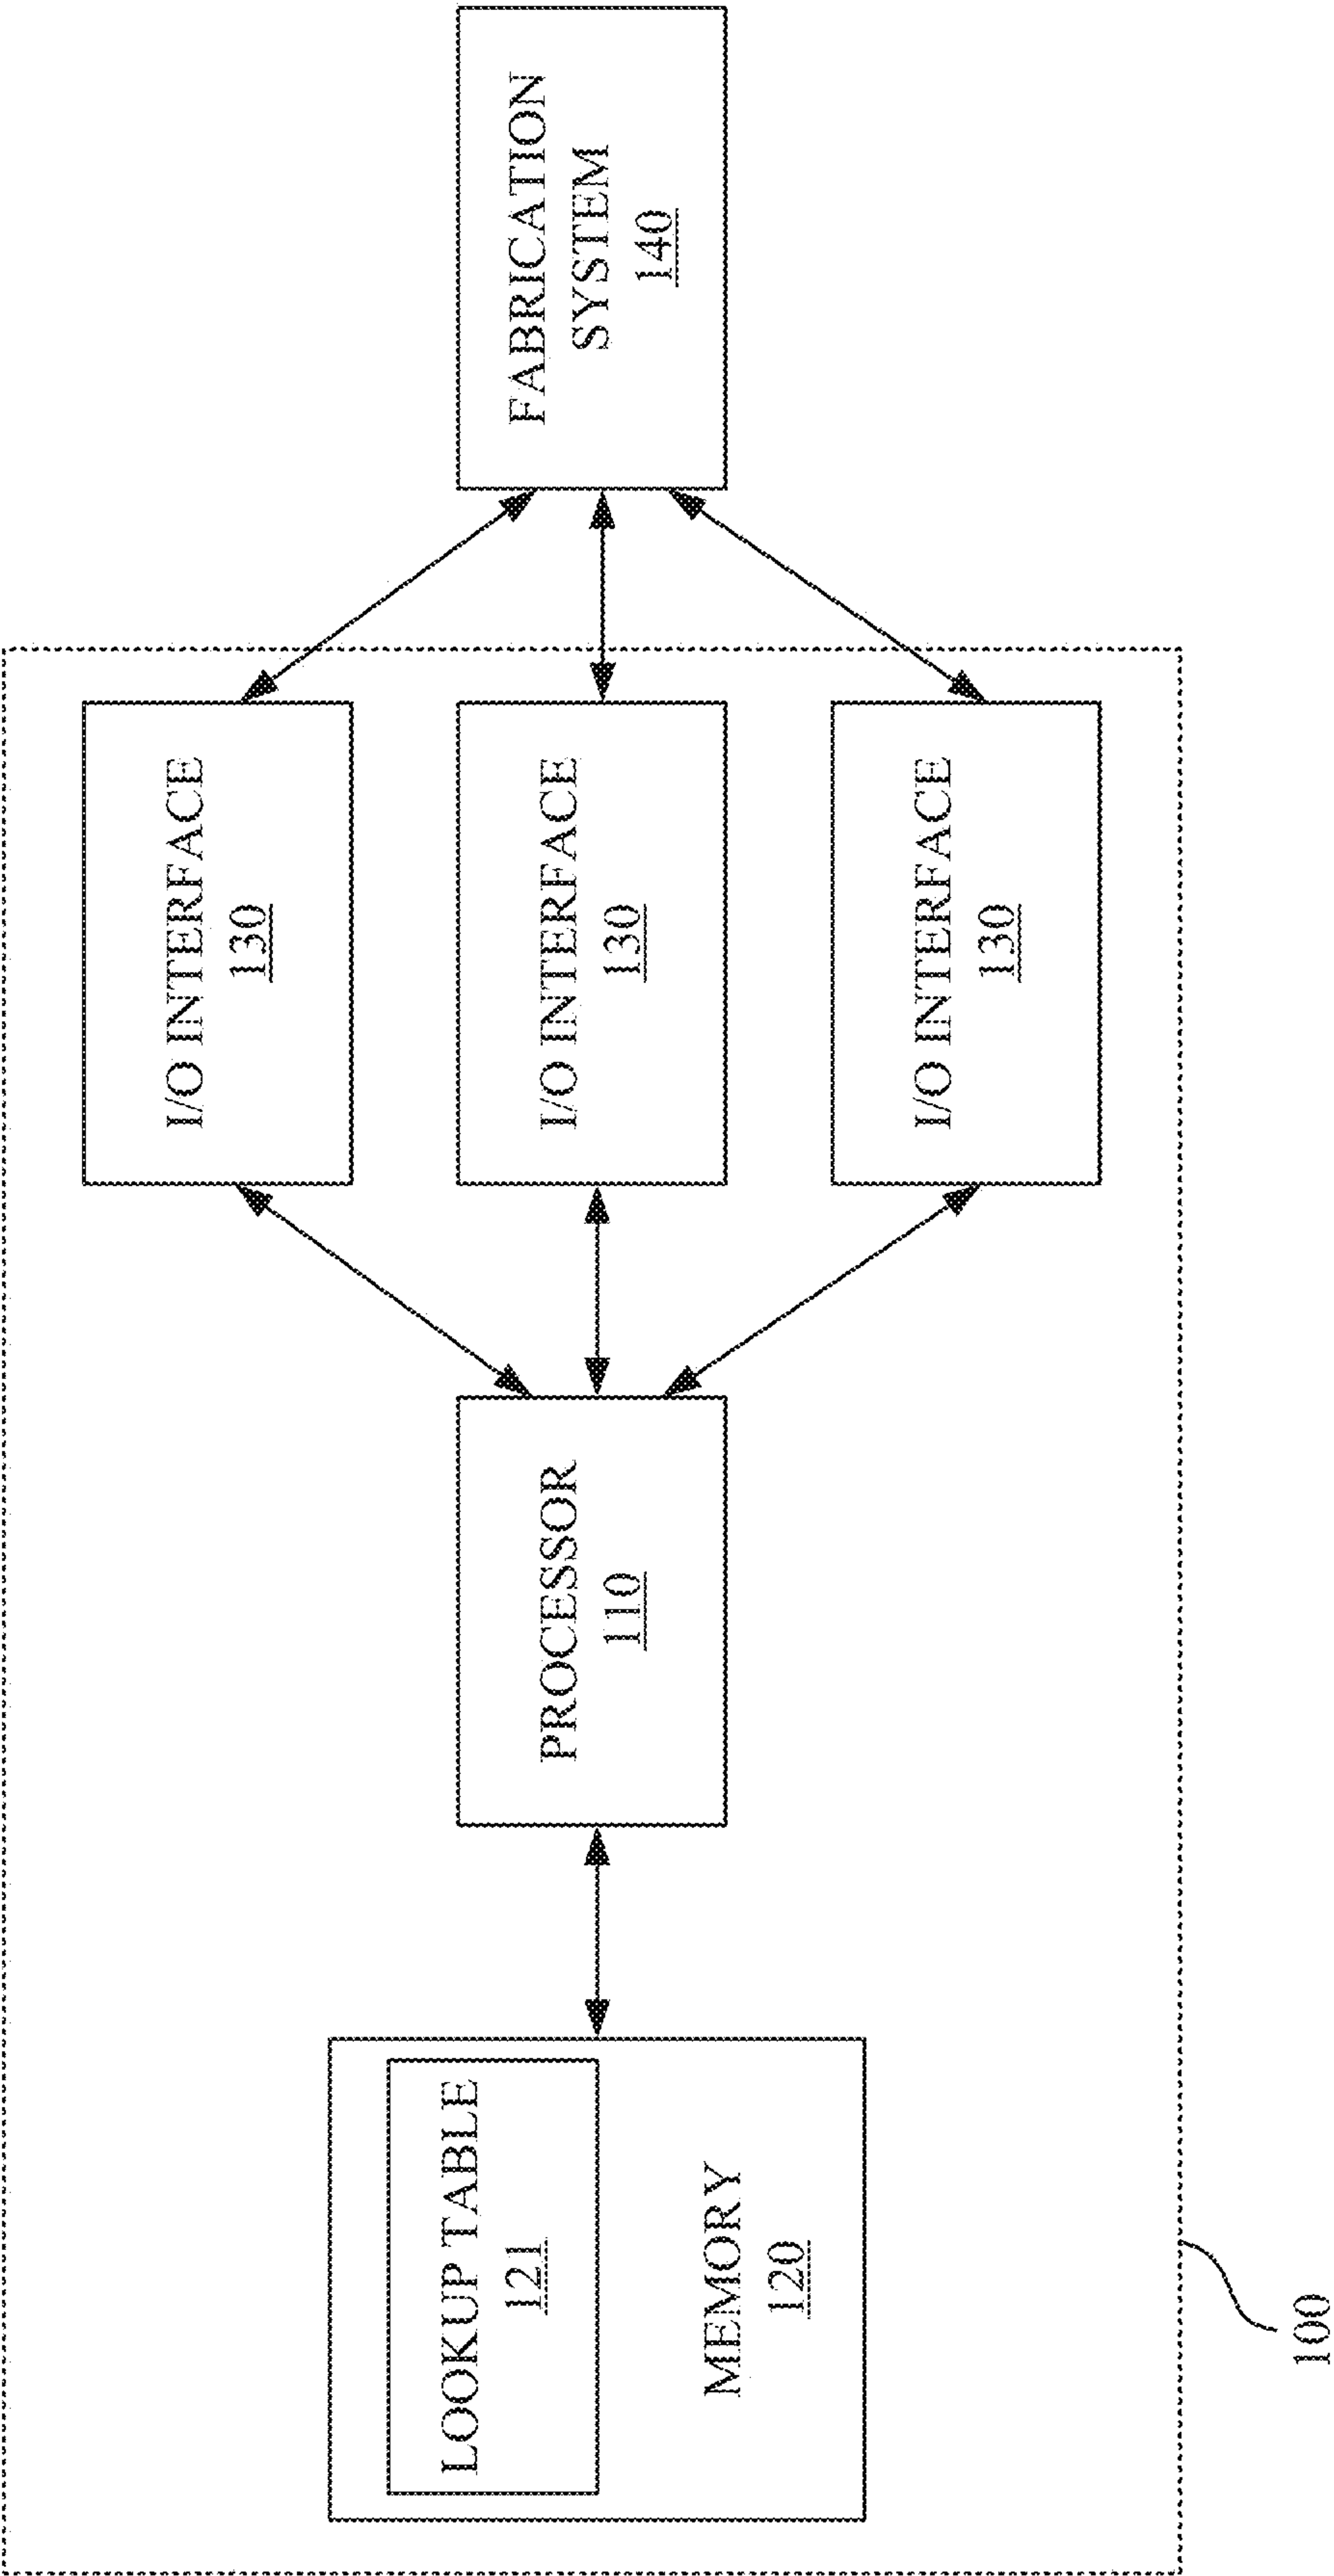 LOOKUP TABLE
121
MEMORY
120
PROCESSOR
110
I/O INTERFACE
130
I/O INTERFACE
130
I/O INTERFACE
130
FABRICATION
SYSTEM
140
100